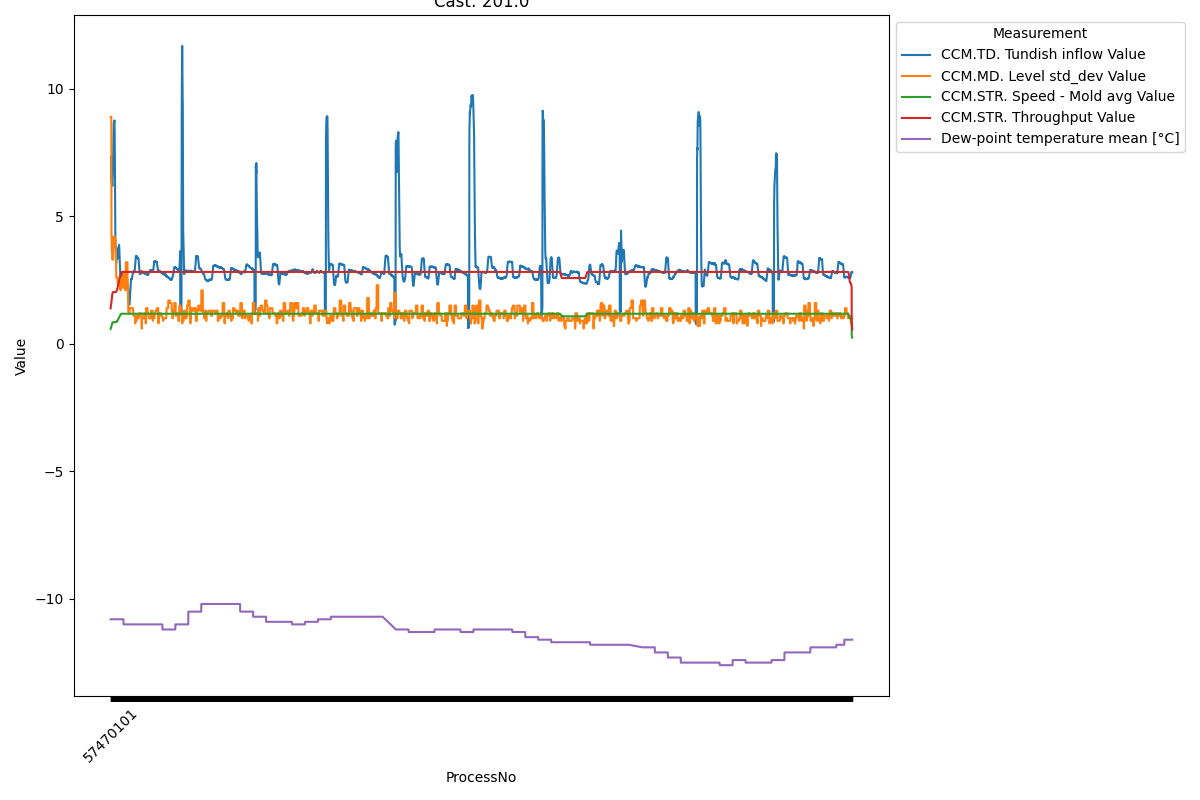 Cast: 201.0
Measurement
CCM.TD. Tundish inflow Value
CCM.MD. Level std_dev Value
CCM.STR. Speed - Mold avg Value
CCM.STR. Throughput Value
Dew-point temperature mean [°C]
10
5
0
−5
−10
Value
57470101
ProcessNo